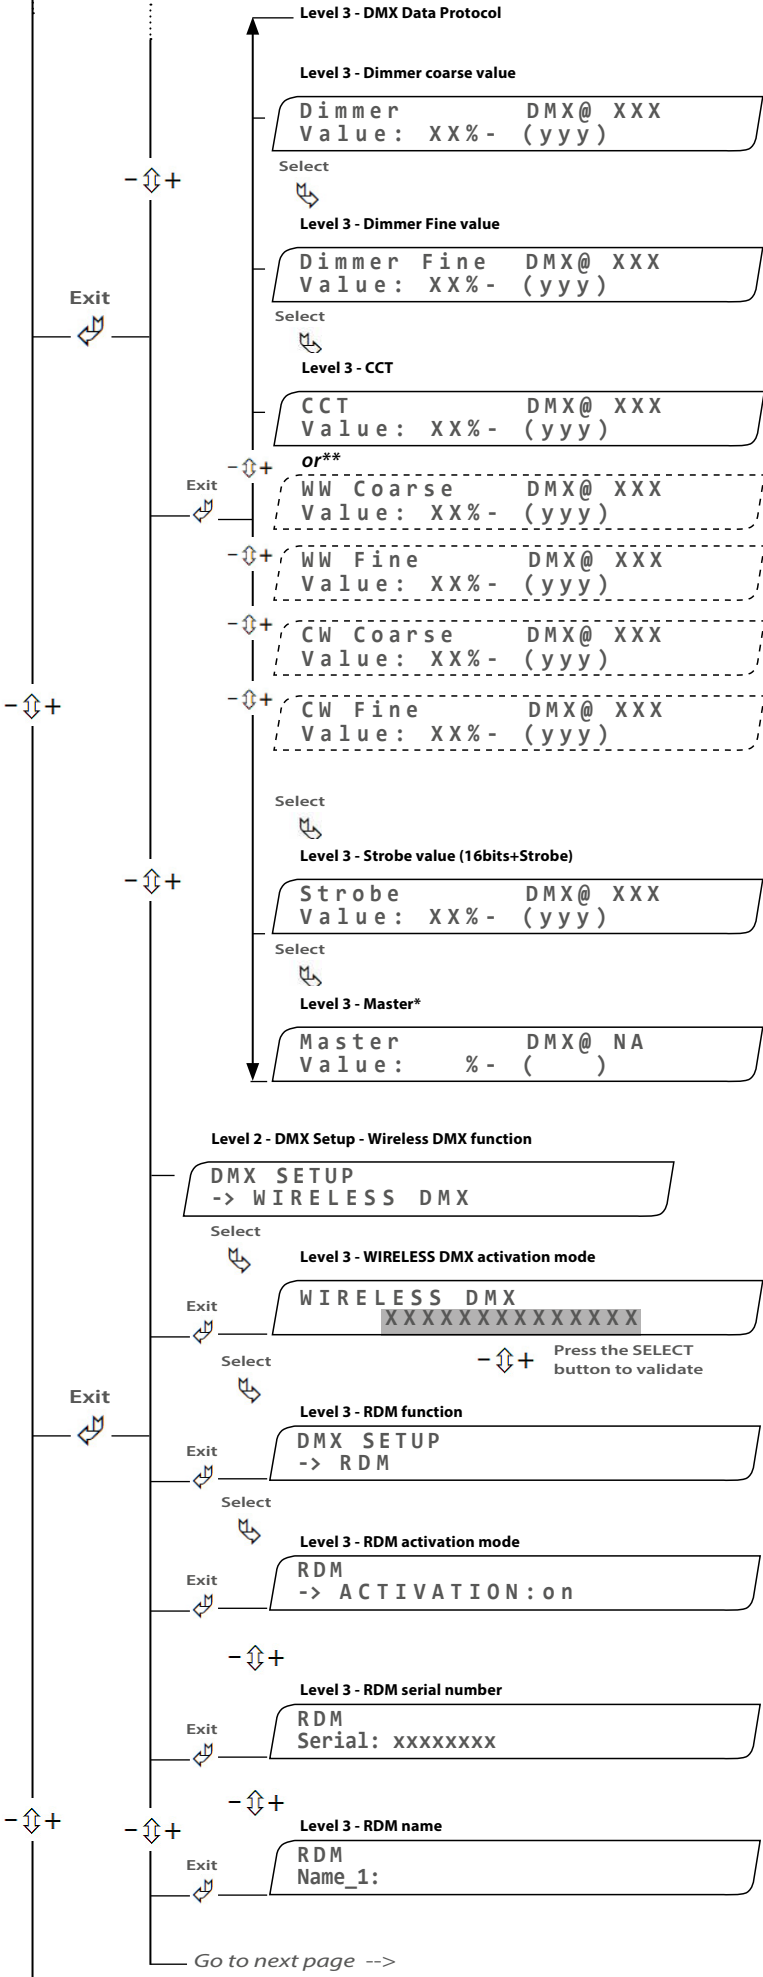 Level 3 - DMX Data Protocol
Level 3 - Dimmer coarse value
Dimmer DMX@ XXX
Value: XX%- (yyy)
Select
- +
Level 3 - Dimmer Fine value
Dimmer Fine DMX@ XXX
Value: XX%- (yyy)
Exit
Select
Level 3 - CCT
CCT DMX@ XXX
Value: XX%- (yyy)
or**
- +
Exit
WW Coarse DMX@ XXX
Value: XX%- (yyy)
- +
WW Fine DMX@ XXX
Value: XX%- (yyy)
- +
CW Coarse DMX@ XXX
Value: XX%- (yyy)
- +
- +
CW Fine DMX@ XXX
Value: XX%- (yyy)
Select
Level 3 - Strobe value (16bits+Strobe)
- +
Strobe DMX@ XXX
Value: XX%- (yyy)
Select
Level 3 - Master*
Master DMX@ NA
Value: %- ( )
Level 2 - DMX Setup - Wireless DMX function
DMX SETUP
-> WIRELESS DMX
Select
Level 3 - WIRELESS DMX activation mode
WIRELESS DMX
XXXXXXXXXXXXXX
Exit
- +
Press the SELECT
button to validate
Select
Exit
Level 3 - RDM function
DMX SETUP
-> RDM
Exit
Select
Level 3 - RDM activation mode
RDM
-> ACTIVATION:on
Exit
- +
Level 3 - RDM serial number
RDM
Serial: xxxxxxxx
Exit
- +
- +
- +
Level 3 - RDM name
RDM
Name_1:
Exit
Go to next page -->